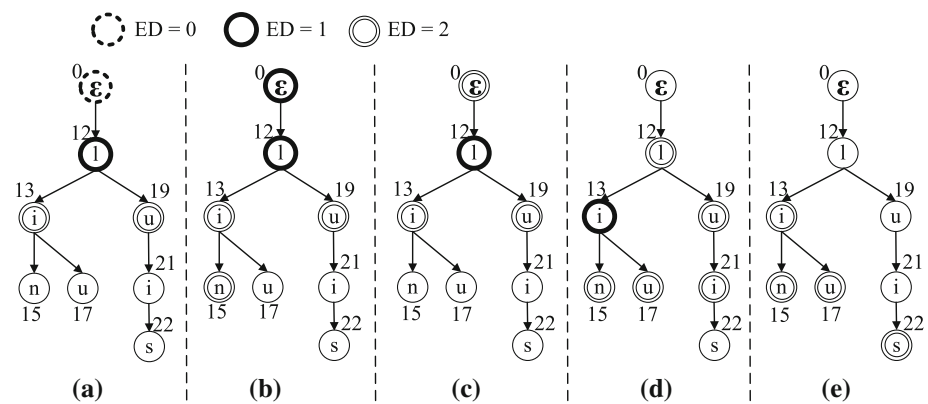 ED = 0 ED = 1 ED = 2
0 0 0 0 0
ε ε ε ε ε
12 12 12 12 12
l l l l l
13 19 13 19 13 19 13 19 13 19
i u i u i u i u i u
21 21 21 21 21
n u i n u i n u i n u i n u i
15 17 22 15 17 22 15 17 22 15 17 22 15 17 22
s s s s s
(a) (b) (c) (d) (e)